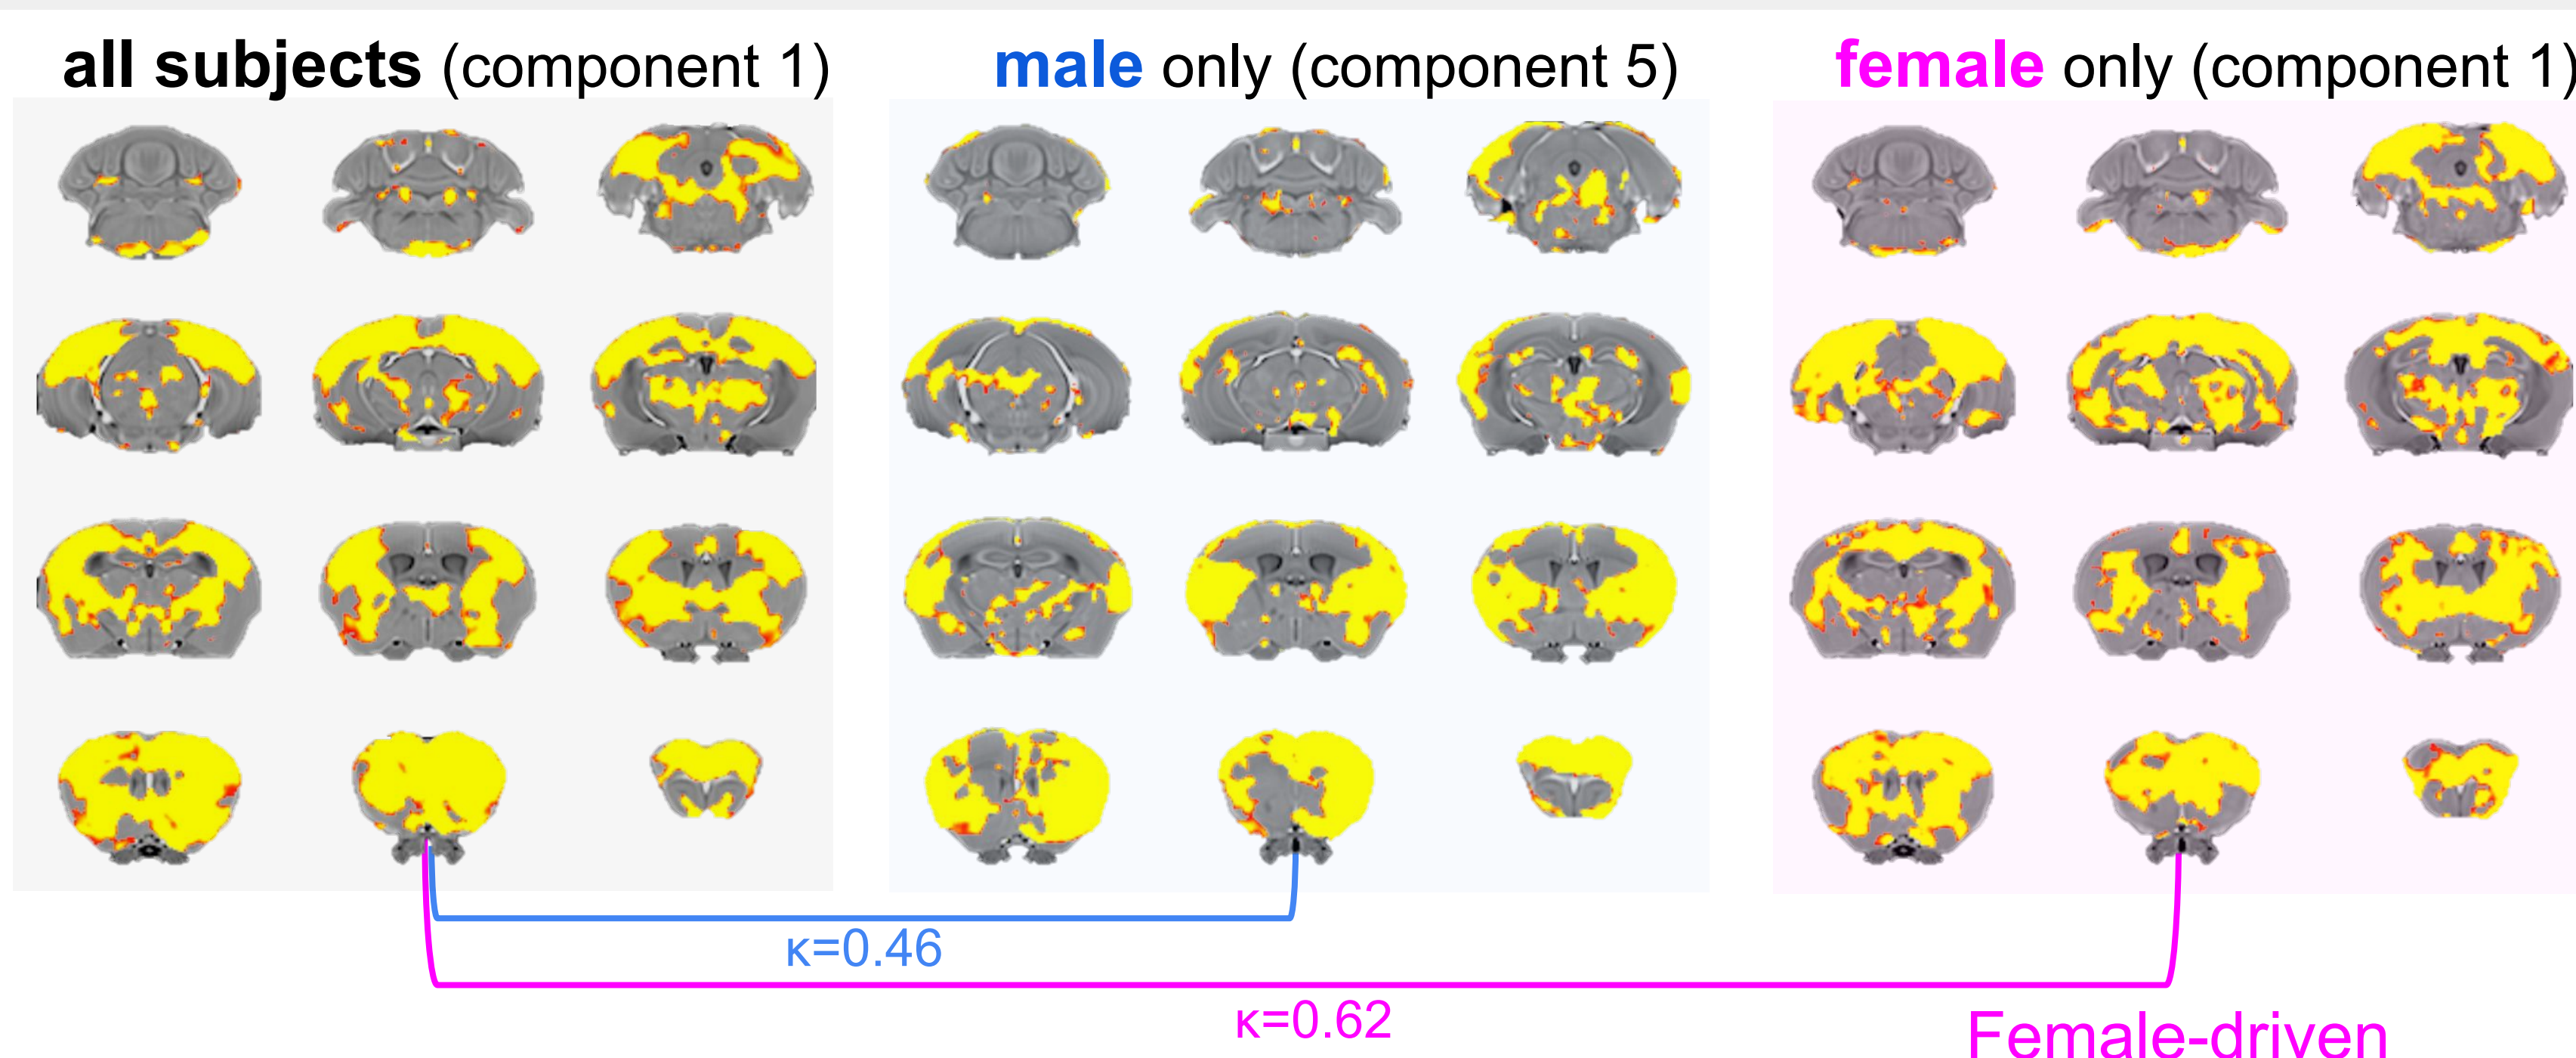 all subjects (component 1)
male only (component 5)
female only (component 1)
κ=0.46
κ=0.62
Female-driven